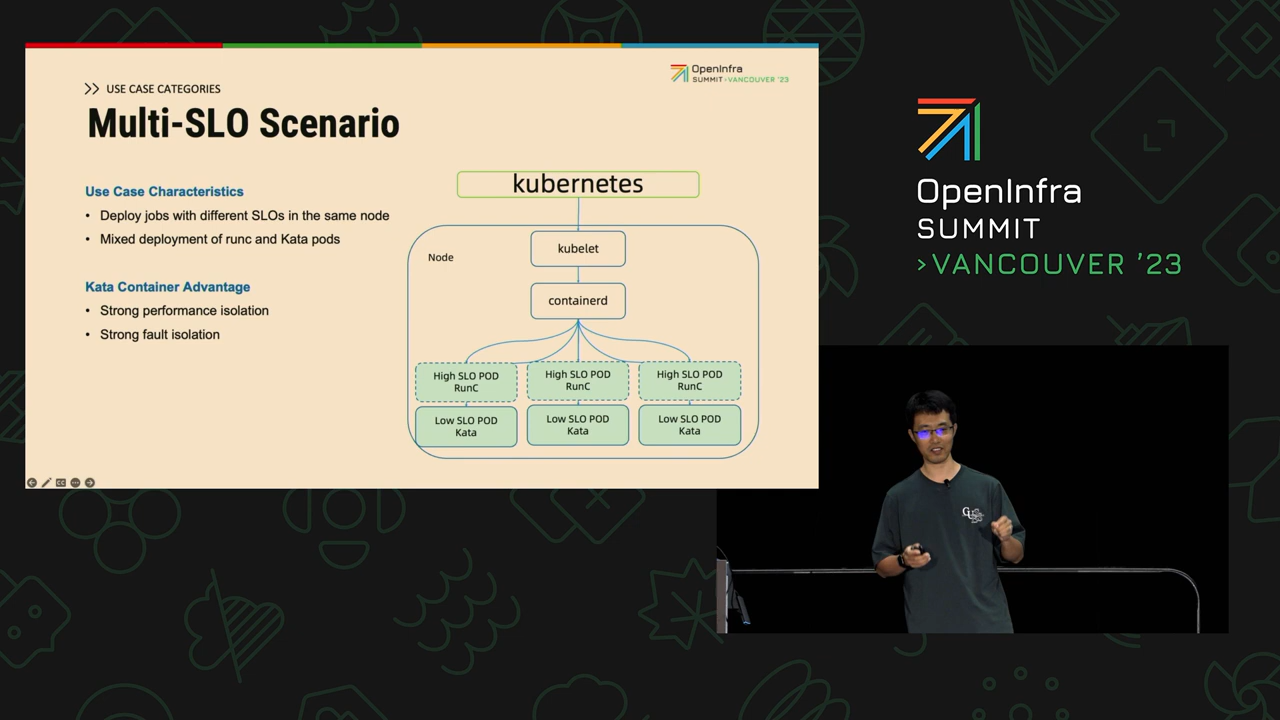 USE CASE CATEGORIES
OpenInfra
SUMMIT›VANCOUVER '23
Multi-SLO Scenario
Use Case Characteristics
• Deploy jobs with different SLOs in the same node
• Mixed deployment of runc and Kata pods
Kata Container Advantage
• Strong performance isolation
• Strong fault isolation
kubernetes
Node
kubelet
containerd
High SLO POD
RunC
High SLO POD
RunC
High SLO POD
RunC
Low SLO POD
Kata
Low SLO POD
Kata
Low SLO POD
Kata
OpenInfra
SUMMIT
›VANCOUVER '23